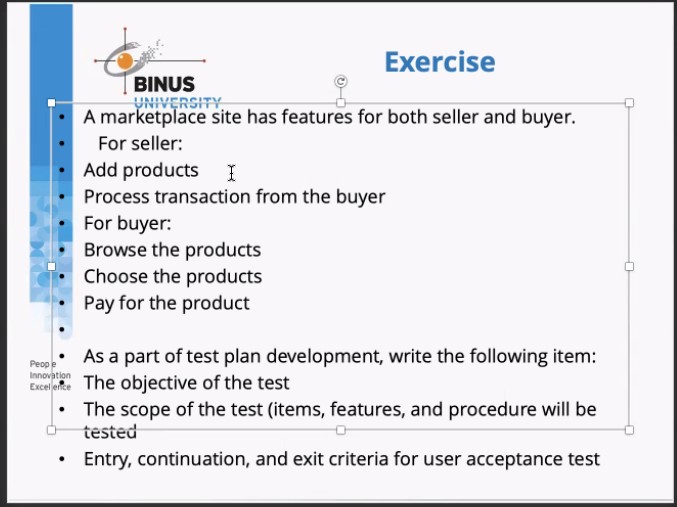 Exercise
BINUS
UNIVERSITY
• A marketplace site has features for both seller and buyer.
• For seller:
• Add products
• Process transaction from the buyer
• For buyer:
• Browse the products
• Choose the products
• Pay for the product
•
• As a part of test plan development, write the following item:
• The objective of the test
• The scope of the test (items, features, and procedure will be
tested
• Entry, continuation, and exit criteria for user acceptance test
People
Innovation
Excellence